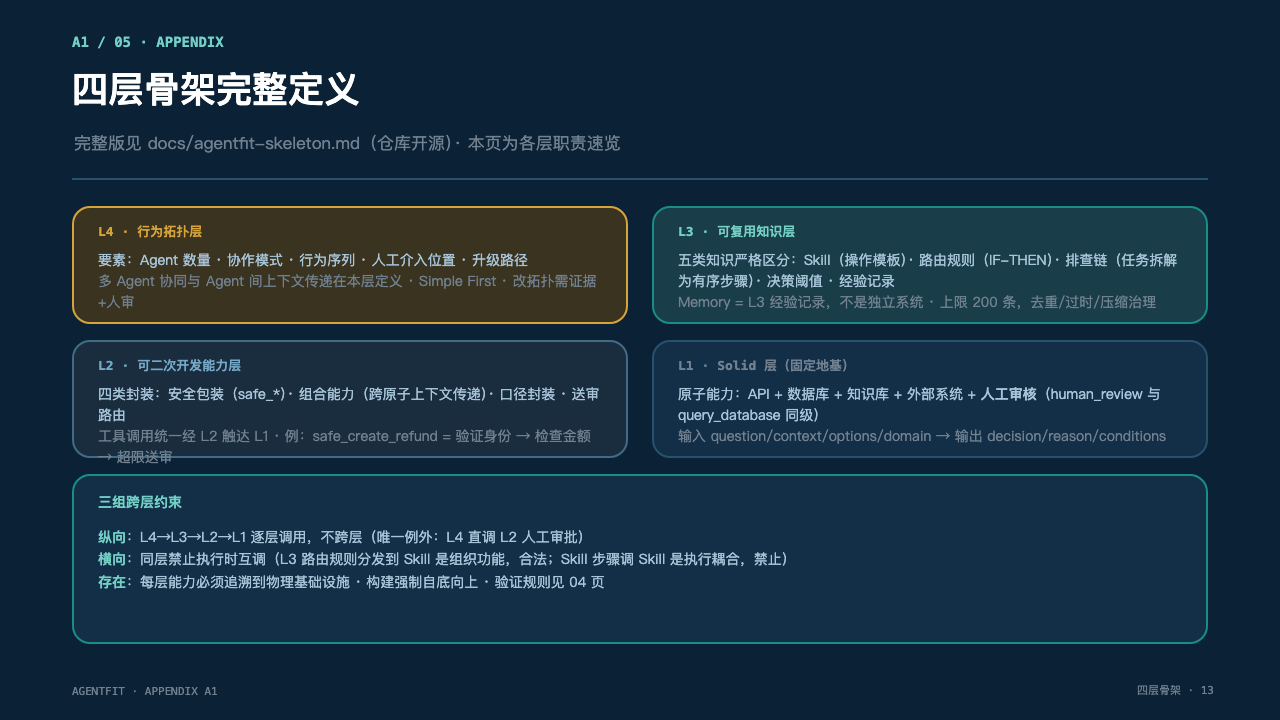 A1 / 05 · APPENDIX
四层骨架完整定义
完整版见 docs/agentfit-skeleton.md（仓库开源）· 本页为各层职责速览
L4 · 行为拓扑层
要素：Agent 数量 · 协作模式 · 行为序列 · 人工介入位置 · 升级路径
多 Agent 协同与 Agent 间上下文传递在本层定义 · Simple First · 改拓扑需证据
+人审
L3 · 可复用知识层
五类知识严格区分：Skill（操作模板）· 路由规则（IF-THEN）· 排查链（任务拆解
为有序步骤）· 决策阈值 · 经验记录
Memory = L3 经验记录，不是独立系统 · 上限 200 条，去重/过时/压缩治理
L2 · 可二次开发能力层
四类封装：安全包装（safe_*）· 组合能力（跨原子上下文传递）· 口径封装 · 送审
路由
工具调用统一经 L2 触达 L1 · 例：safe_create_refund = 验证身份 → 检查金额
→ 超限送审
L1 · Solid 层（固定地基）
原子能力：API + 数据库 + 知识库 + 外部系统 + 人工审核（human_review 与
query_database 同级）
输入 question/context/options/domain → 输出 decision/reason/conditions
三组跨层约束
纵向：L4→L3→L2→L1 逐层调用，不跨层（唯一例外：L4 直调 L2 人工审批）
横向：同层禁止执行时互调（L3 路由规则分发到 Skill 是组织功能，合法；Skill 步骤调 Skill 是执行耦合，禁止）
存在：每层能力必须追溯到物理基础设施 · 构建强制自底向上 · 验证规则见 04 页
AGENTFIT · APPENDIX A1
四层骨架 · 13